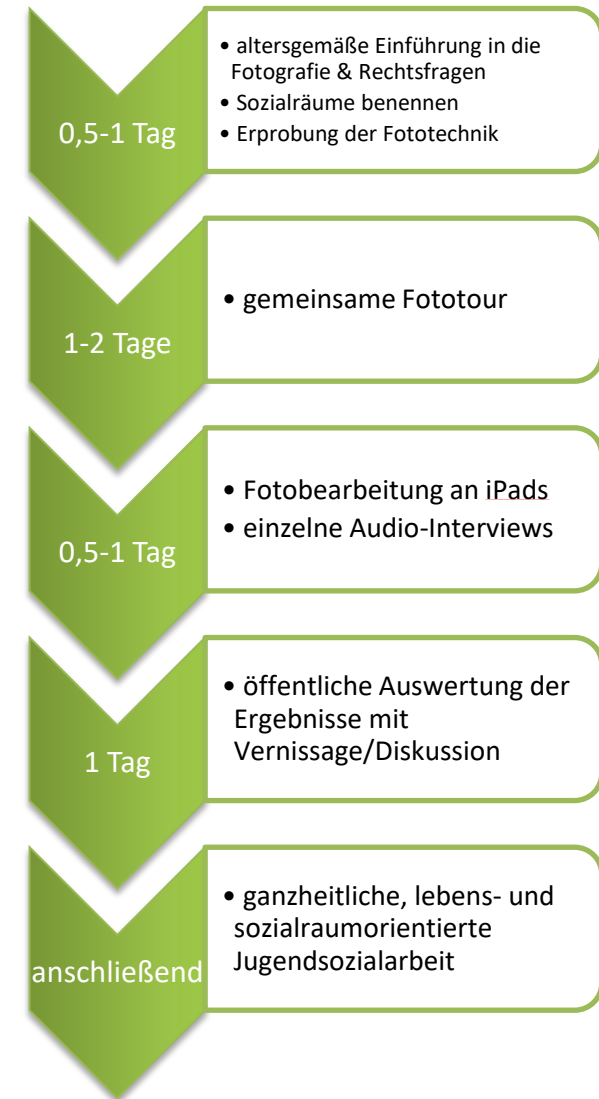 0,5-1 Tag
• altersgemäße Einführung in die
Fotografie & Rechtsfragen
• Sozialräume benennen
• Erprobung der Fototechnik
1-2 Tage
• gemeinsame Fototour
0,5-1 Tag
• Fotobearbeitung an iPads
• einzelne Audio-Interviews
1 Tag
• öffentliche Auswertung der
Ergebnisse mit
Vernissage/Diskussion
anschließend
• ganzheitliche, lebens- und
sozialraumorientierte
Jugendsozialarbeit